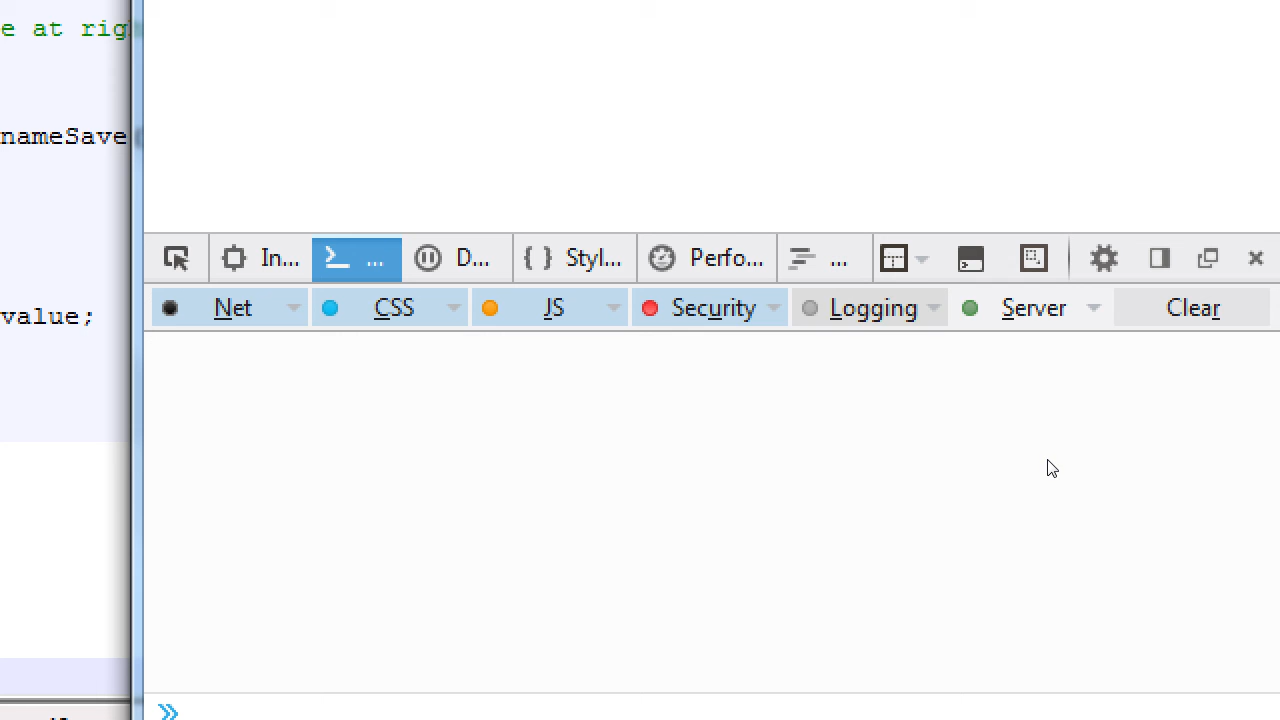 e at rig
nameSave
value;
In... ... D... Styl... Perfo... ...
Net CSS JS Security Logging Server Clear